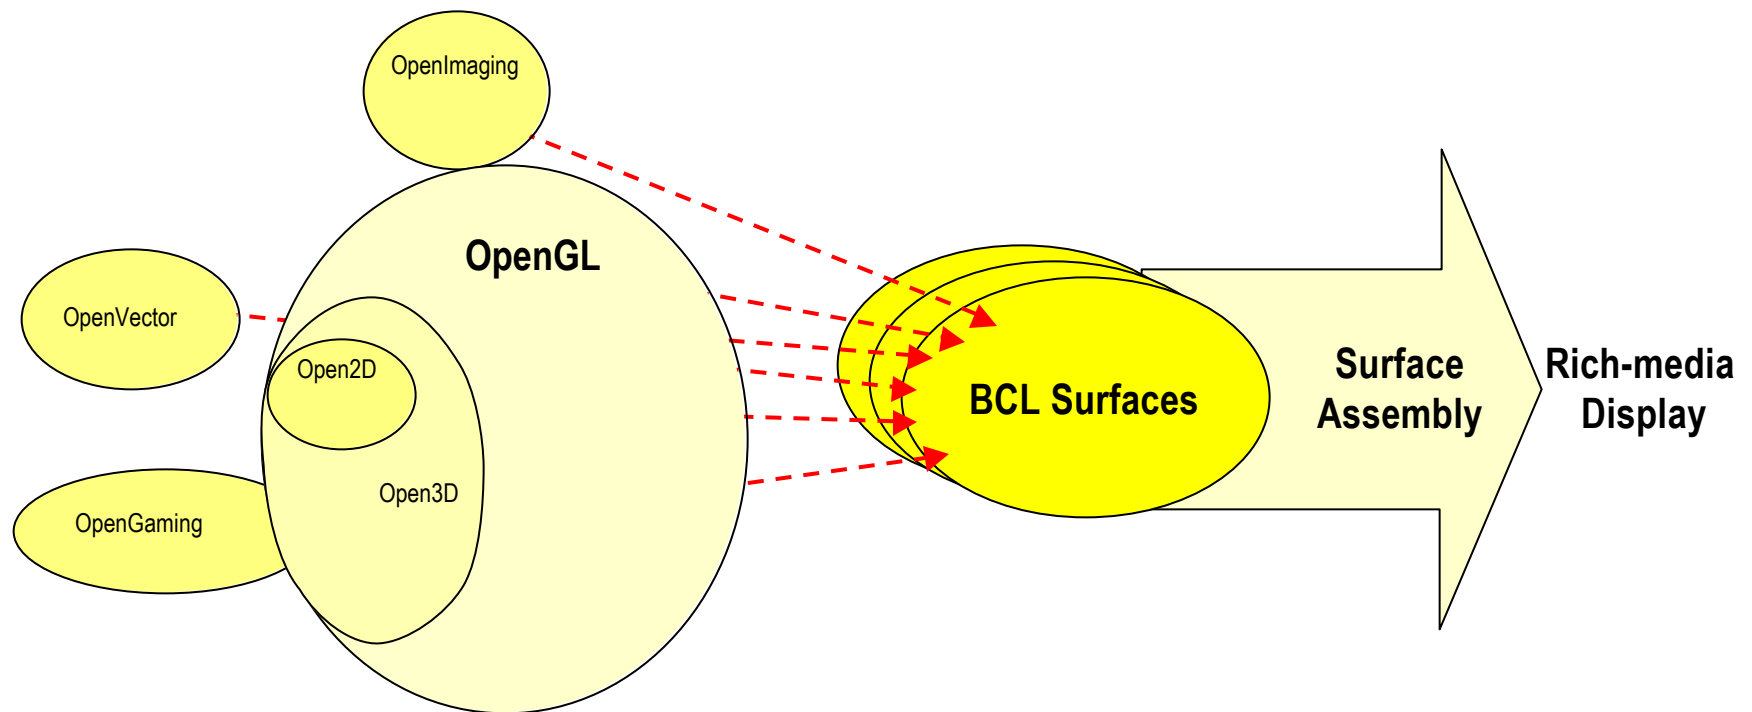 OpenImaging
OpenGL
OpenVector
Open2D
Open3D
OpenGaming
BCL Surfaces
Surface
Assembly
Rich-media
Display